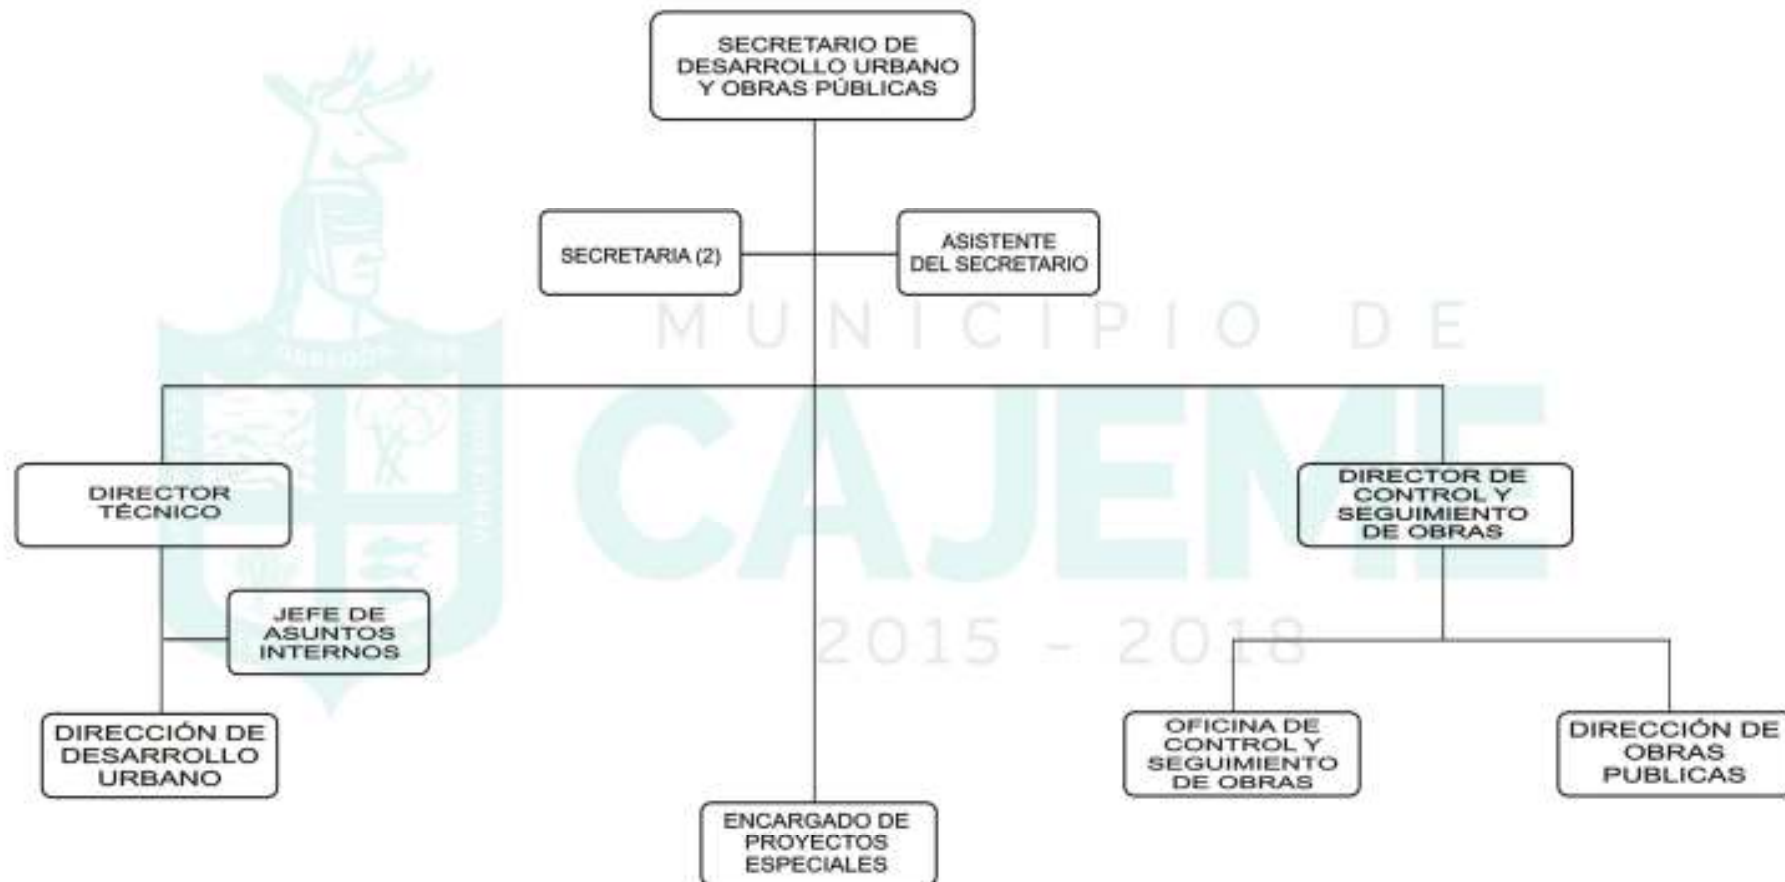 SECRETARIO DE
DESARROLLO URBANO
Y OBRAS PÚBLICAS
SECRETARIA (2)
ASISTENTE
DEL SECRETARIO
MUNICIPIO DE
CAJEME
2015 - 2018
DIRECTOR
TÉCNICO
DIRECTOR DE
CONTROL Y
SEGUIMIENTO
DE OBRAS
JEFE DE
ASUNTOS
INTERNOS
DIRECCIÓN DE
DESARROLLO
URBANO
OFICINA DE
CONTROL Y
SEGUIMIENTO
DE OBRAS
DIRECCIÓN DE
OBRAS
PUBLICAS
ENCARGADO DE
PROYECTOS
ESPECIALES